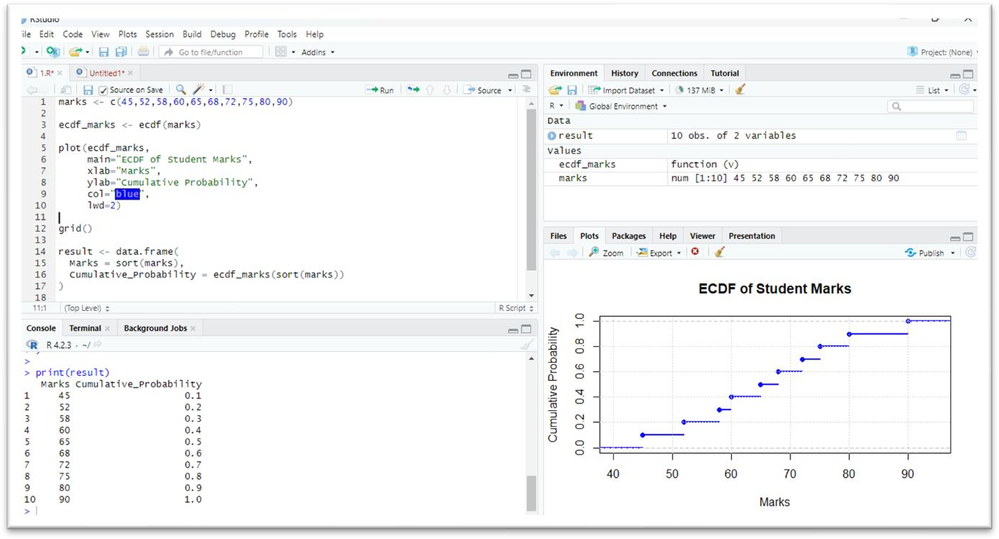 RStudio
ile Edit Code View Plots Session Build Debug Profile Tools Help
Go to file/function Addins Project: (None)
1.R* Untitled1*
Source on Save Run Source
1 marks <- c(45,52,58,60,65,68,72,75,80,90)
2
3 ecdf_marks <- ecdf(marks)
4
5 plot(ecdf_marks,
6 main="ECDF of Student Marks",
7 xlab="Marks",
8 ylab="Cumulative Probability",
9 col="blue",
10 lwd=2)
11
12 grid()
13
14 result <- data.frame(
15 Marks = sort(marks),
16 Cumulative_Probability = ecdf_marks(sort(marks))
17 )
18
11:1 (Top Level) R Script
Console Terminal Background Jobs
R 4.2.3 · ~/
>
> print(result)
Marks Cumulative_Probability
1 45 0.1
2 52 0.2
3 58 0.3
4 60 0.4
5 65 0.5
6 68 0.6
7 72 0.7
8 75 0.8
9 80 0.9
10 90 1.0
>
Environment History Connections Tutorial
Import Dataset 137 MiB List
R Global Environment
Data
result 10 obs. of 2 variables
Values
ecdf_marks function (v)
marks num [1:10] 45 52 58 60 65 68 72 75 80 90
Files Plots Packages Help Viewer Presentation
Zoom Export Publish
ECDF of Student Marks
Cumulative Probability
1.0
0.8
0.6
0.4
0.2
0.0
40 50 60 70 80 90
Marks